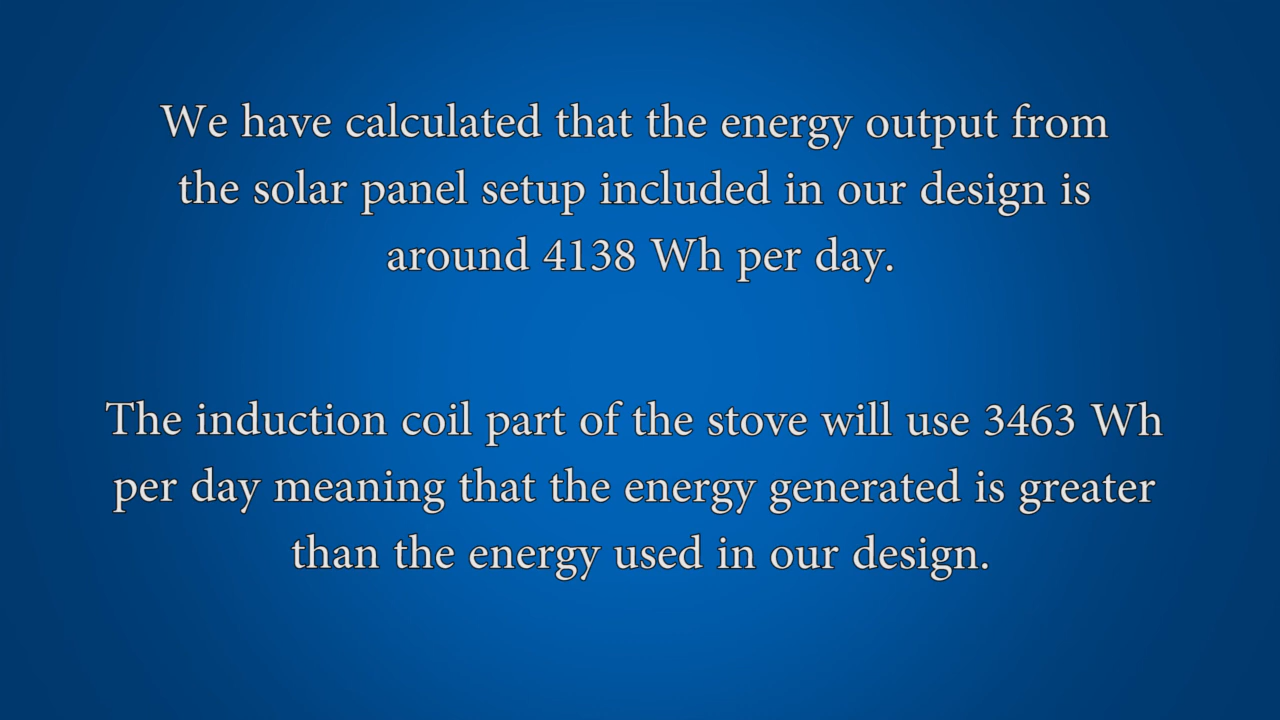 We have calculated that the energy output from
the solar panel setup included in our design is
around 4138 Wh per day.
The induction coil part of the stove will use 3463 Wh
per day meaning that the energy generated is greater
than the energy used in our design.